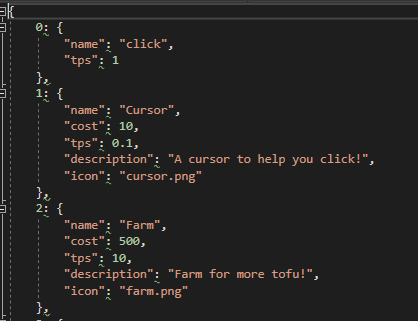 {
0: {
"name": "click",
"tps": 1
},
1: {
"name": "Cursor",
"cost": 10,
"tps": 0.1,
"description": "A cursor to help you click!",
"icon": "cursor.png"
},
2: {
"name": "Farm",
"cost": 500,
"tps": 10,
"description": "Farm for more tofu!",
"icon": "farm.png"
},